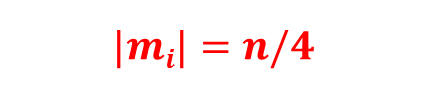 |mᵢ| = n/4